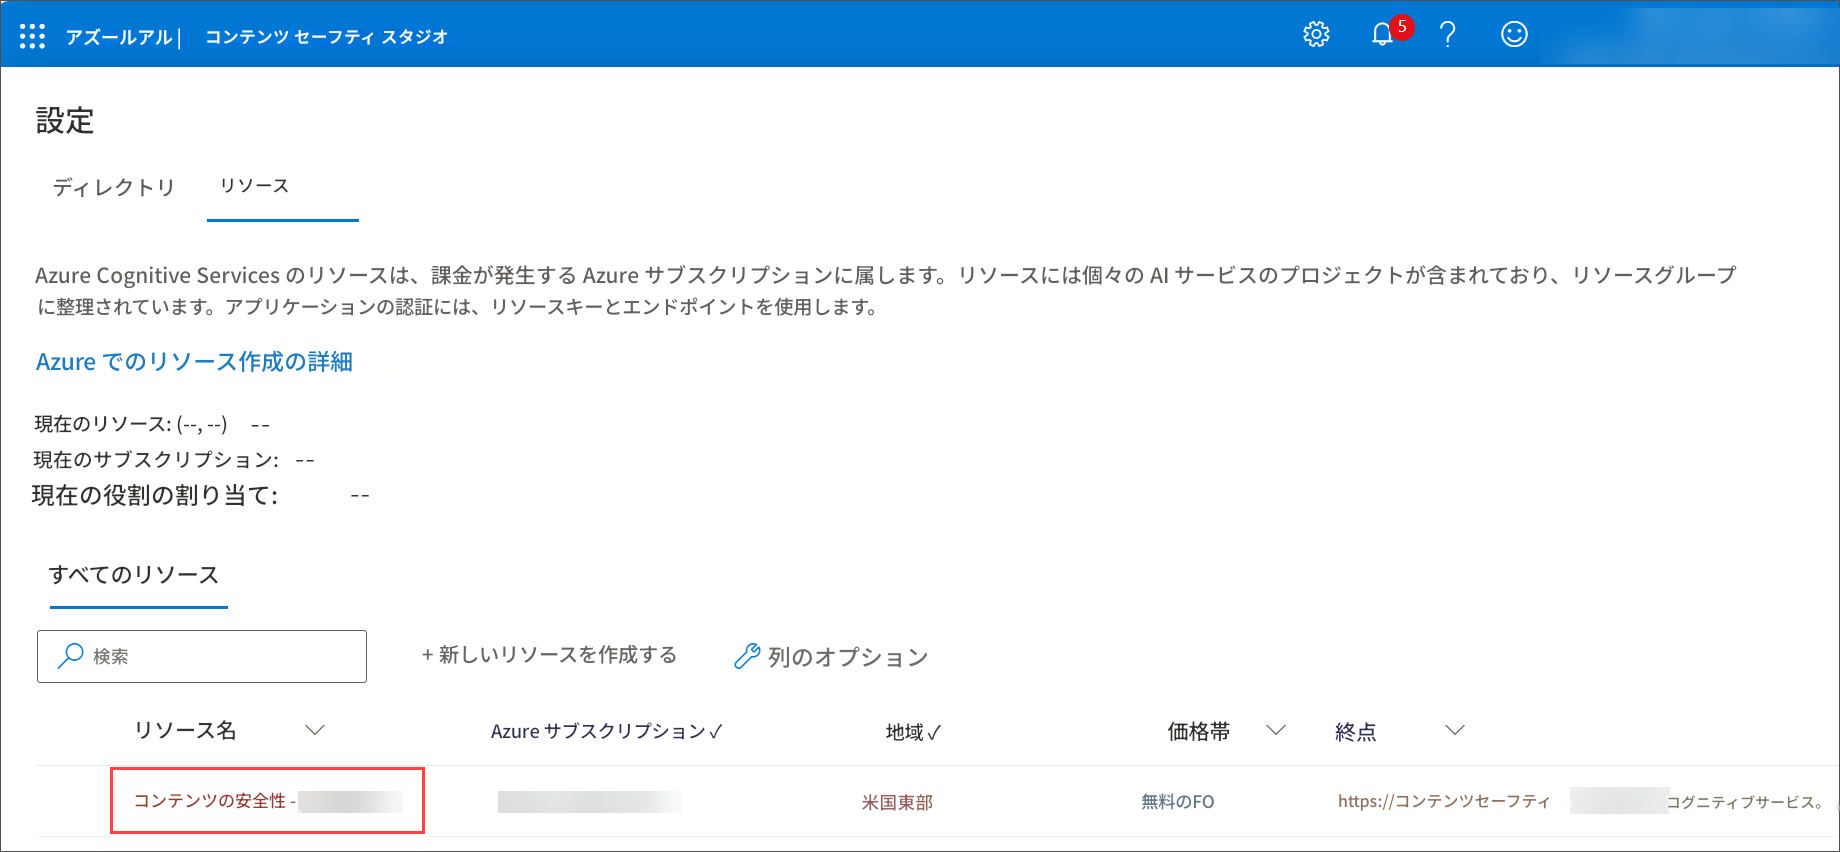 アズールアル | コンテンツ セーフティ スタジオ 5
設定
ディレクトリ リソース
Azure Cognitive Services のリソースは、課金が発生する Azure サブスクリプションに属します。リソースには個々の AI サービスのプロジェクトが含まれており、リソースグループ
に整理されています。アプリケーションの認証には、リソースキーとエンドポイントを使用します。
Azure でのリソース作成の詳細
現在のリソース: (--, --) --
現在のサブスクリプション: --
現在の役割の割り当て: --
すべてのリソース
検索 + 新しいリソースを作成する 列のオプション
リソース名 Azure サブスクリプション✓ 地域✓ 価格帯 終点
コンテンツの安全性 - 米国東部 無料のFO https://コンテンツセーフティ コグニティブサービス。